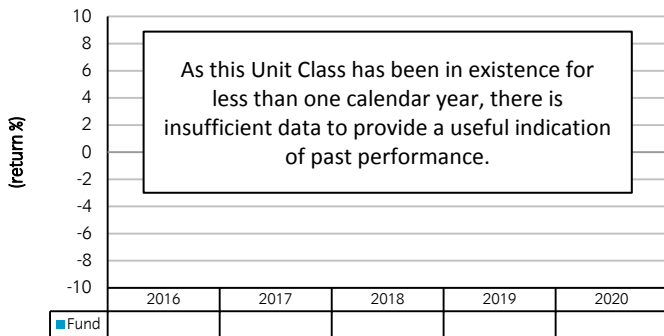 10
8
6
4
2
0
-2
-4
-6
-8
-10
(return %)
As this Unit Class has been in existence for
less than one calendar year, there is
insufficient data to provide a useful indication
of past performance.
2016 2017 2018 2019 2020
Fund